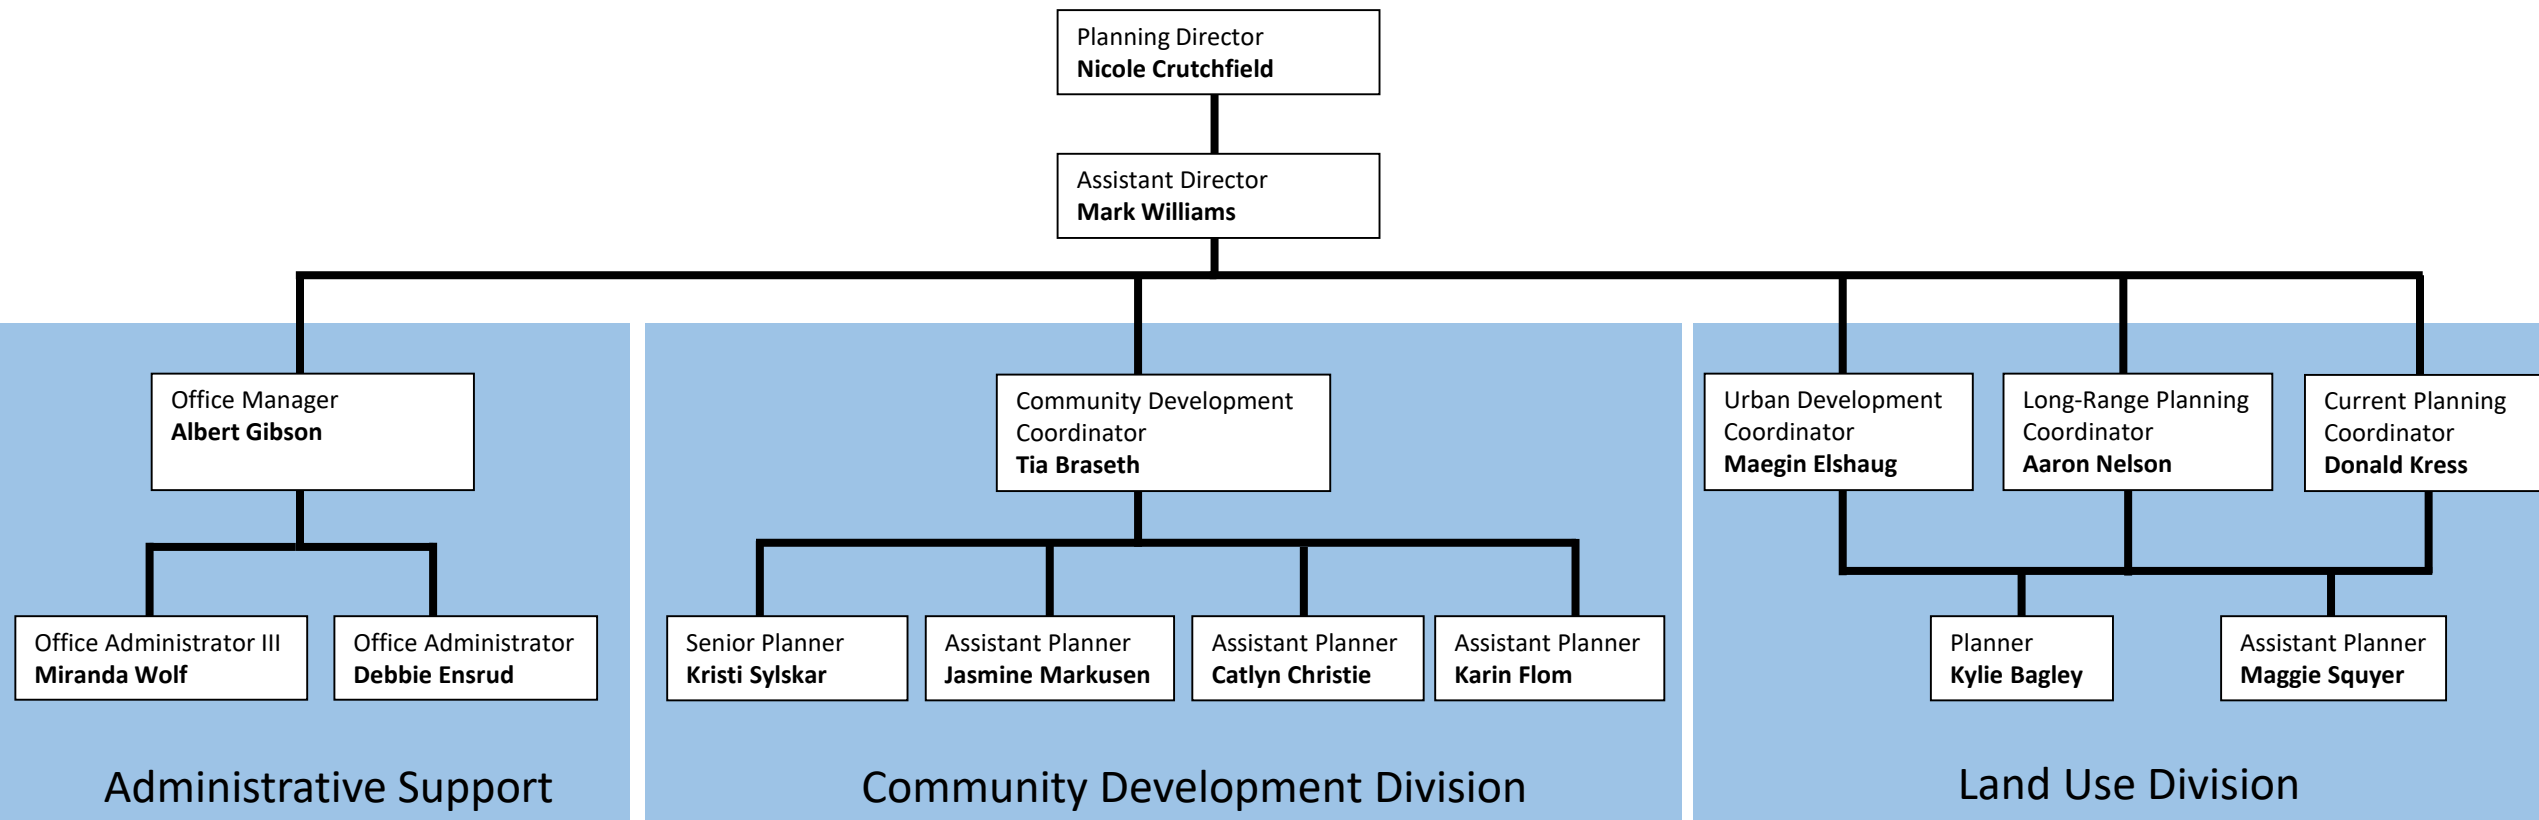 Planning Director
Nicole Crutchfield
Assistant Director
Mark Williams
Office Manager
Albert Gibson
Community Development
Coordinator
Tia Braseth
Urban Development
Coordinator
Maegin Elshaug
Long-Range Planning
Coordinator
Aaron Nelson
Current Planning
Coordinator
Donald Kress
Office Administrator III
Miranda Wolf
Office Administrator
Debbie Ensrud
Senior Planner
Kristi Sylskar
Assistant Planner
Jasmine Markusen
Assistant Planner
Catlyn Christie
Assistant Planner
Karin Flom
Planner
Kylie Bagley
Assistant Planner
Maggie Squyer
Administrative Support
Community Development Division
Land Use Division